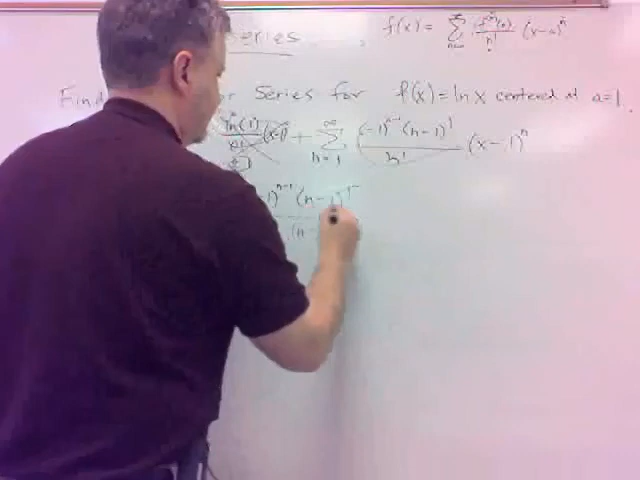 eries f(x) = ∑_{n=0}^{∞} f^{(n)}(a)/n! (x-a)^n
Find r Series for f(x) = ln x centered at a=1.
ln(1) (x-1)^0 + ∑_{n=1}^{∞} (-1)^{n-1} (n-1)!/n! (x-1)^n
1)^{n-1} (n-1)!
(n-